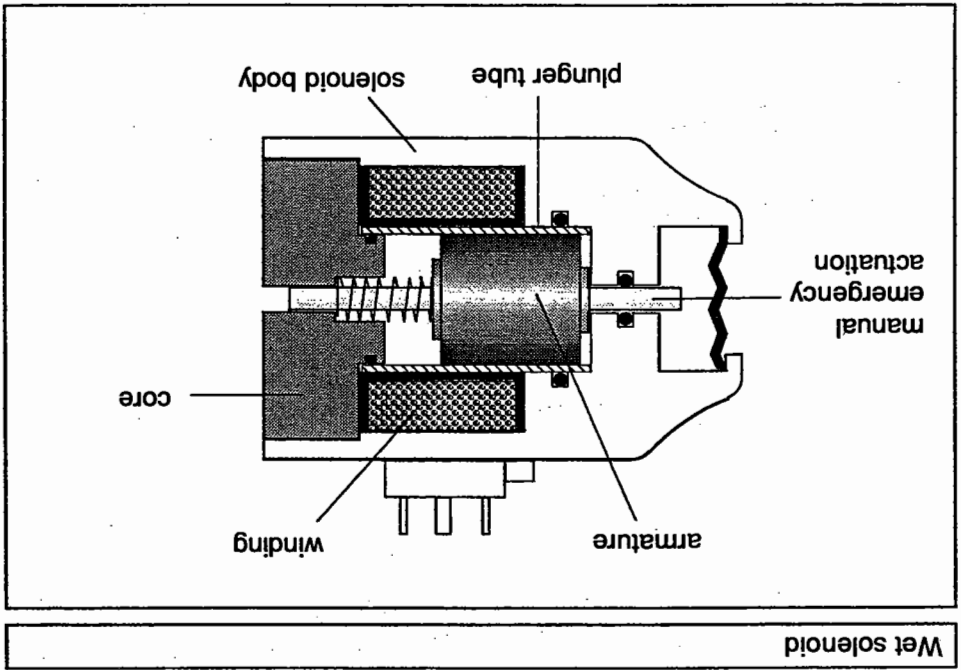 Wet solenoid
armature
winding
manual
emergency
actuation
core
plunger tube
solenoid body